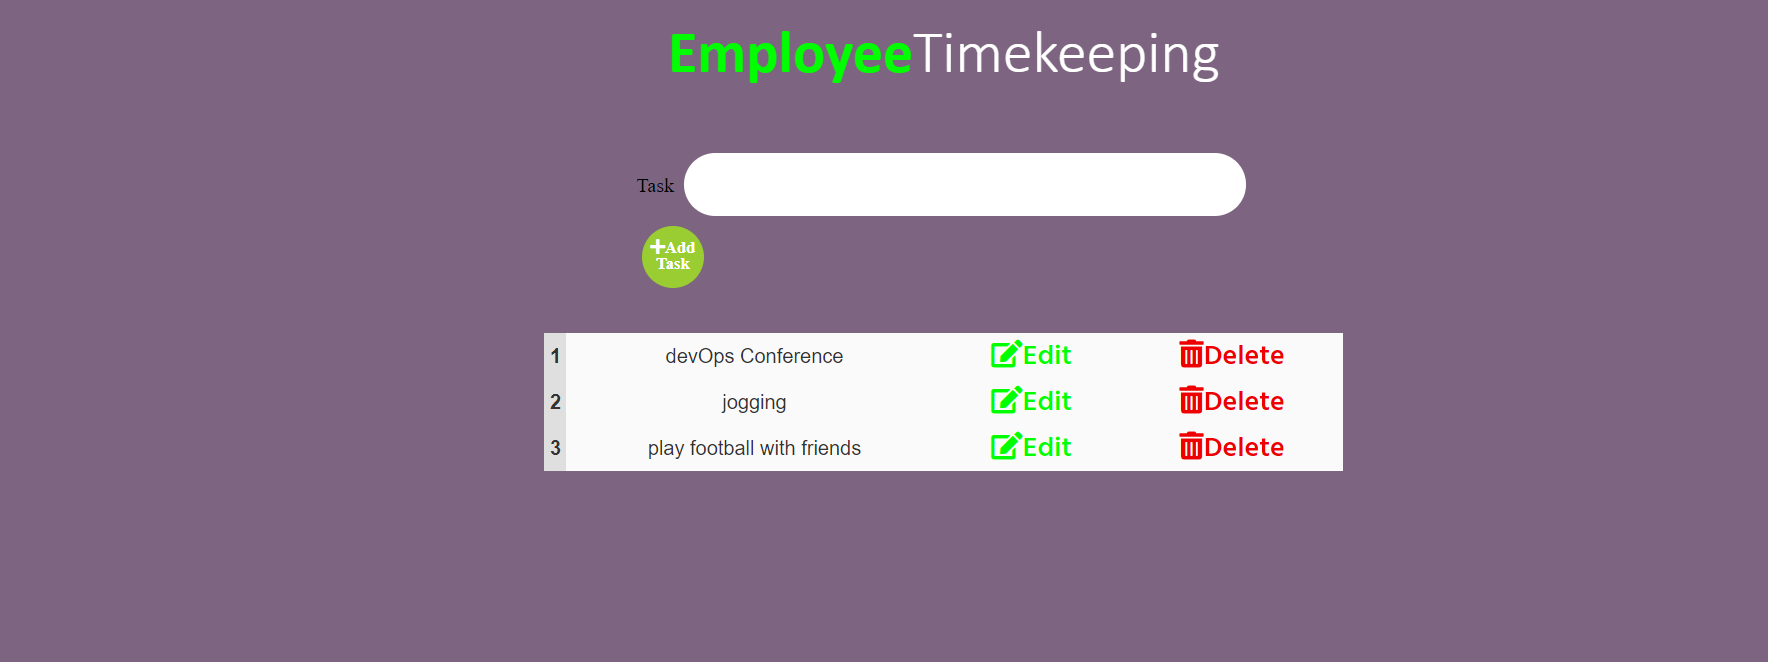 EmployeeTimekeeping
Task
Add
Task
1 devOps Conference Edit Delete
2 jogging Edit Delete
3 play football with friends Edit Delete